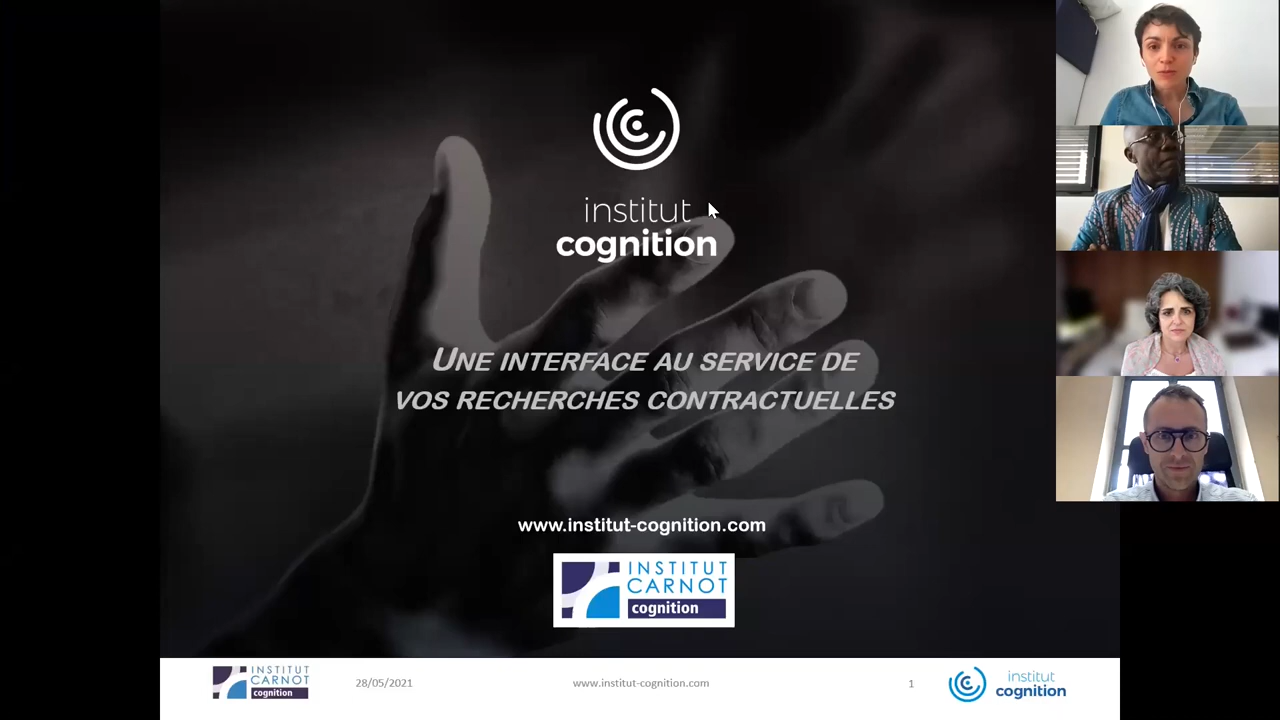 institut
cognition
UNE INTERFACE AU SERVICE DE
VOS RECHERCHES CONTRACTUELLES
www.institut-cognition.com
INSTITUT
CARNOT
cognition
INSTITUT
CARNOT
cognition
28/05/2021
www.institut-cognition.com
1
institut
cognition